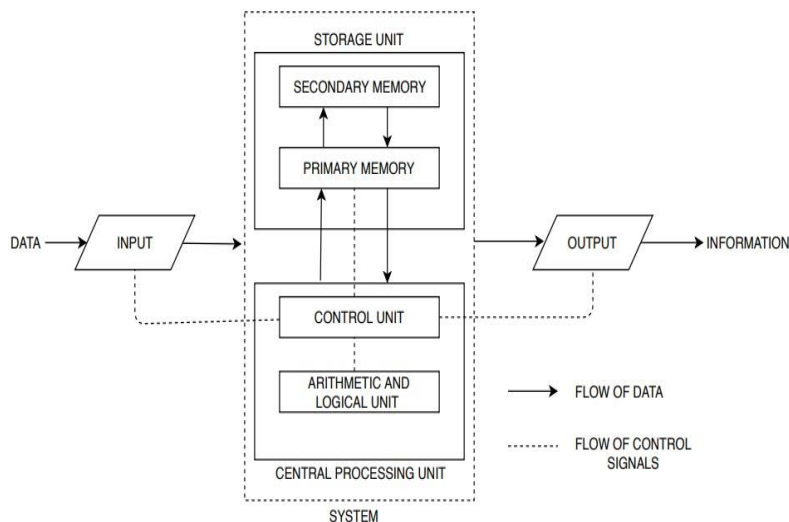 STORAGE UNIT
SECONDARY MEMORY
PRIMARY MEMORY
DATA
INPUT
OUTPUT
INFORMATION
CONTROL UNIT
ARITHMETIC AND
LOGICAL UNIT
CENTRAL PROCESSING UNIT
SYSTEM
FLOW OF DATA
FLOW OF CONTROL
SIGNALS